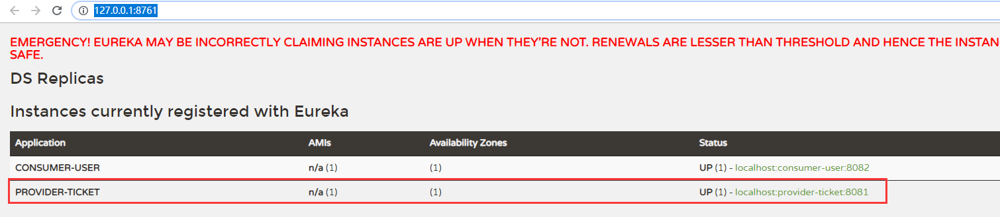 127.0.0.1:8761
EMERGENCY! EUREKA MAY BE INCORRECTLY CLAIMING INSTANCES ARE UP WHEN THEY'RE NOT. RENEWALS ARE LESSER THAN THRESHOLD AND HENCE THE INSTAN
SAFE.
DS Replicas
Instances currently registered with Eureka
Application AMIs Availability Zones Status
CONSUMER-USER n/a (1) (1) UP (1) - localhost:consumer-user:8082
PROVIDER-TICKET n/a (1) (1) UP (1) - localhost:provider-ticket:8081